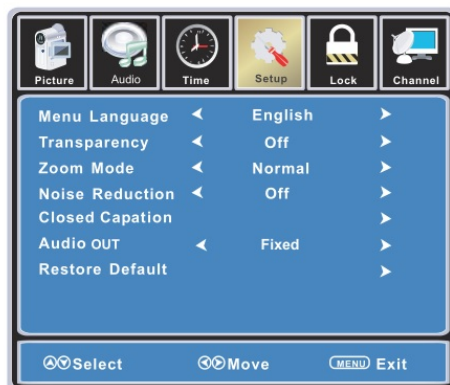 Picture Audio Time Setup Lock Channel
Menu Language English
Transparency Off
Zoom Mode Normal
Noise Reduction Off
Closed Capation
Audio OUT Fixed
Restore Default
Select Move MENU Exit